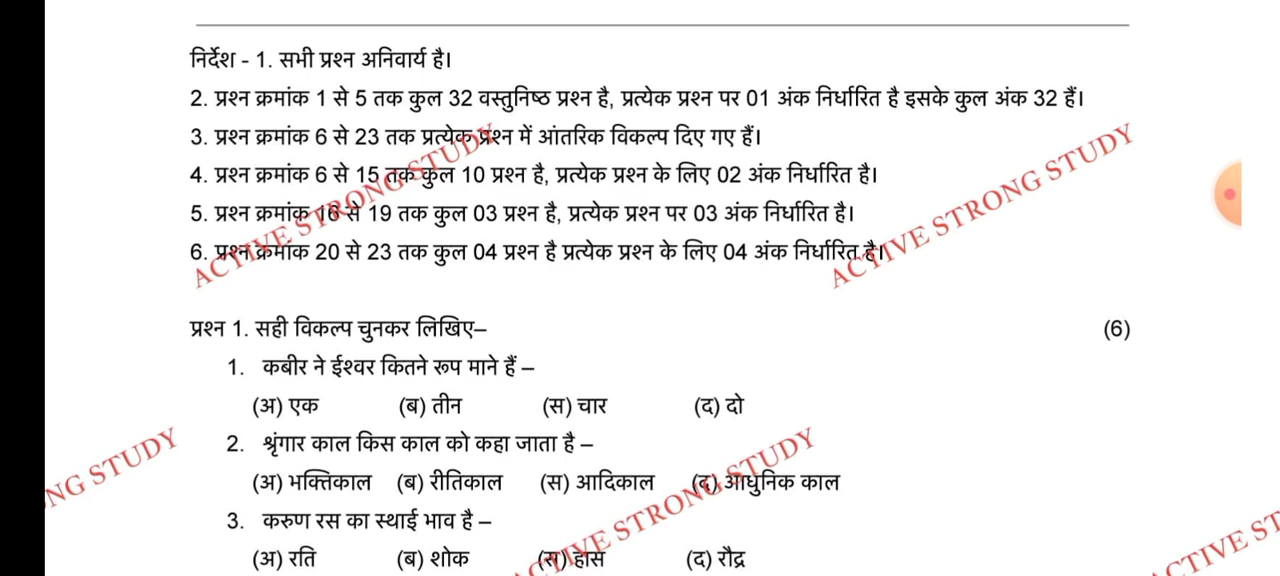 निर्देश - 1. सभी प्रश्न अनिवार्य है।
2. प्रश्न क्रमांक 1 से 5 तक कुल 32 वस्तुनिष्ठ प्रश्न है, प्रत्येक प्रश्न पर 01 अंक निर्धारित है इसके कुल अंक 32 हैं।
3. प्रश्न क्रमांक 6 से 23 तक प्रत्येक प्रश्न में आंतरिक विकल्प दिए गए हैं।
4. प्रश्न क्रमांक 6 से 15 तक कुल 10 प्रश्न है, प्रत्येक प्रश्न के लिए 02 अंक निर्धारित है।
5. प्रश्न क्रमांक 16 से 19 तक कुल 03 प्रश्न है, प्रत्येक प्रश्न पर 03 अंक निर्धारित है।
6. प्रश्न क्रमांक 20 से 23 तक कुल 04 प्रश्न है प्रत्येक प्रश्न के लिए 04 अंक निर्धारित है।
ACTIVE STRONG STUDY
ACTIVE STRONG STUDY
प्रश्न 1. सही विकल्प चुनकर लिखिए– (6)
1. कबीर ने ईश्वर कितने रूप माने हैं –
(अ) एक (ब) तीन (स) चार (द) दो
2. श्रृंगार काल किस काल को कहा जाता है –
(अ) भक्तिकाल (ब) रीतिकाल (स) आदिकाल (द) आधुनिक काल
3. करुण रस का स्थाई भाव है –
(अ) रति (ब) शोक (स) हास (द) रौद्र
NG STUDY
CTIVE STRONG STUDY
CTIVE ST